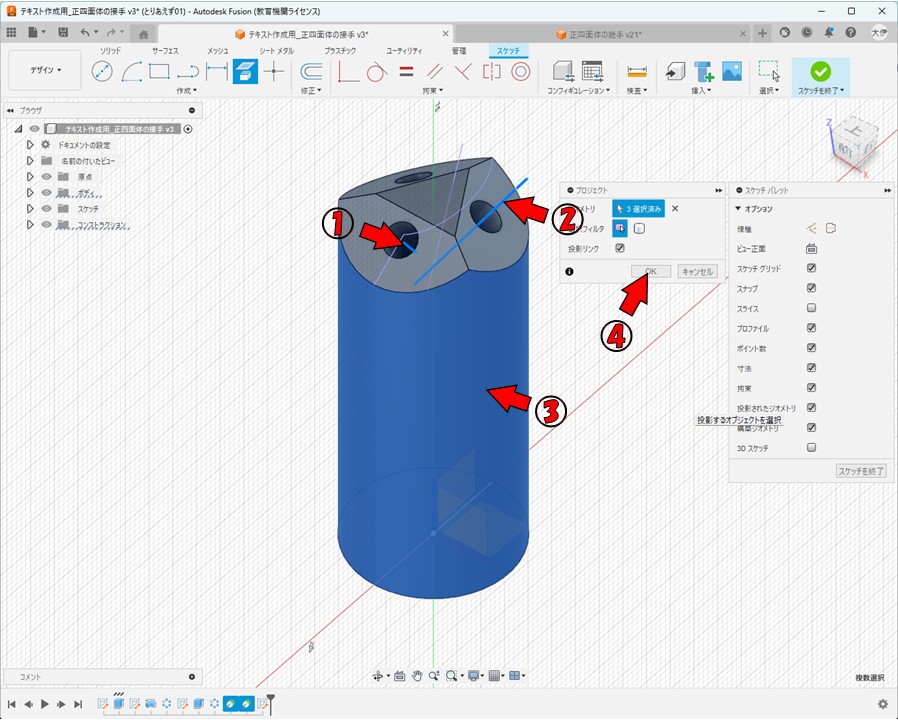 テキスト作成用_正四面体の接手 v3* (とりあえず01) - Autodesk Fusion (教育機関ライセンス)
テキスト作成用_正四面体の接手 v3*
正四面体の継手 v21*
ソリッド サーフェス メッシュ シート メタル プラスチック ユーティリティ 管理 スケッチ
デザイン
作成 修正 拘束 コンフィギュレーション 検査 挿入 選択 スケッチを終了
ブラウザ
テキスト作成用_正四面体の接手 v3
ドキュメントの設定
名前の付いたビュー
原点
ボディ
スケッチ
コンストラクション
Z
X
プロジェクト
3 選択済み
フィルタ
投影リンク
OK キャンセル
スケッチ パレット
オプション
線種
ビュー正面
スケッチ グリッド
スナップ
スライス
プロファイル
ポイント数
寸法
拘束
投影されたジオメトリ
投影するオブジェクトを選択
構築ジオメトリ
3D スケッチ
スケッチを終了
1
2
3
4
コメント
複数選択